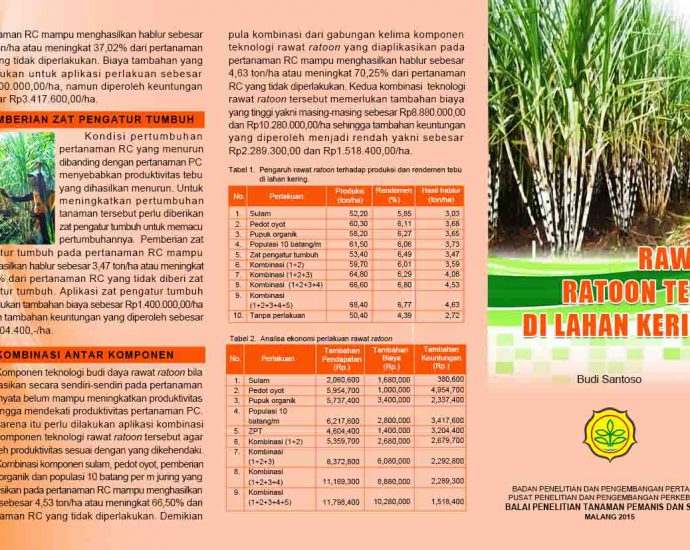 naman RC mampu menghasilkan hablur sebesar
ton/ha atau meningkat 37,02% dari pertanaman
yang tidak diperlakukan. Biaya tambahan yang
ukan untuk aplikasi perlakuan sebesar
00.000,00/ha, namun diperoleh keuntungan
ar Rp3.417.600,00/ha.
MBERIAN ZAT PENGATUR TUMBUH
Kondisi pertumbuhan
pertanaman RC yang menurun
dibanding dengan pertanaman PC
menyebabkan produktivitas tebu
yang dihasilkan menurun. Untuk
meningkatkan pertumbuhan
tanaman tersebut perlu diberikan
zat pengatur tumbuh untuk memacu
pertumbuhannya. Pemberian zat
tur tumbuh pada pertanaman RC mampu
hasilkan hablur sebesar 3,47 ton/ha atau meningkat
% dari pertanaman RC yang tidak diberi zat
tur tumbuh. Aplikasi zat pengatur tumbuh
lukan tambahan biaya sebesar Rp1.400.000,00/ha
n tambahan keuntungan yang diperoleh sebesar
04.400,-/ha.
KOMBINASI ANTAR KOMPONEN
Komponen teknologi budi daya rawat ratoon bila
asikan secara sendiri-sendiri pada pertanaman
nyata belum mampu meningkatkan produktivitas
ngga mendekati produktivitas pertanaman PC.
arena itu perlu dilakukan aplikasi kombinasi
omponen teknologi rawat ratoon tersebut agar
leh produktivitas sesuai dengan yang dikehendaki.
Kombinasi komponen sulam, pedot oyot, pemberian
organik dan populasi 10 batang per m juring yang
sikan pada pertanaman RC mampu menghasilkan
sebesar 4,53 ton/ha atau meningkat 66,50% dari
aman RC yang tidak diperlakukan. Demikian
pula kombinasi dari gabungan kelima komponen
teknologi rawat ratoon yang diaplikasikan pada
pertanaman RC mampu menghasilkan hablur sebesar
4,63 ton/ha atau meningkat 70,25% dari pertanaman
RC yang tidak diperlakukan. Kedua kombinasi teknologi
rawat ratoon tersebut memerlukan tambahan biaya
yang tinggi yakni masing-masing sebesar Rp8.880.000,00
dan Rp10.280.000,00/ha sehingga tambahan keuntungan
yang diperoleh menjadi rendah yakni sebesar
Rp2.289.300,00 dan Rp1.518.400,00/ha.
Tabel 1. Pengaruh rawat ratoon terhadap produksi dan rendemen tebu
di lahan kering.
No. Perlakuan Produksi (ton/ha) Rendemen (%) Hasil hablur (ton/ha)
1. Sulam 52,20 5,85 3,03
2. Pedot oyot 60,30 6,11 3,68
3. Pupuk organik 58,20 6,27 3,65
4. Populasi 10 batang/m 61,50 6,06 3,73
5. Zat pengatur tumbuh 53,40 6,49 3,47
6. Kombinasi (1+2) 59,70 6,01 3,59
7. Kombinasi (1+2+3) 64,80 6,29 4,08
8. Kombinasi (1+2+3+4) 66,60 6,80 4,53
9. Kombinasi
(1+2+3+4+5) 68,40 6,77 4,63
10. Tanpa perlakuan 50,40 4,39 2,72
Tabel 2. Analisa ekonomi perlakuan rawat ratoon
No. Perlakuan Tambahan Pendapatan (Rp.) Tambahan Biaya (Rp.) Tambahan Keuntungan (Rp.)
1. Sulam 2,060,600 1,680,000 380,600
2. Pedot oyot 5,954,700 1,000,000 4,954,700
3. Pupuk organik 5,737,400 3,400,000 2,337,400
4. Populasi 10
batang/m 6,217,600 2,800,000 3,417,600
5. ZPT 4,604,400 1,400,000 3,204,400
6. Kombinasi (1+2) 5,359,700 2,680,000 2,679,700
7. Kombinasi
(1+2+3) 8,372,800 6,080,000 2,292,800
8. Kombinasi
(1+2+3+4) 11,169,300 8,880,000 2,289,300
9. Kombinasi
(1+2+3+4+5) 11,798,400 10,280,000 1,518,400
RAW
RATOON TE
DI LAHAN KERI
Budi Santoso
BADAN PENELITIAN DAN PENGEMBANGAN PERTA
PUSAT PENELITIAN DAN PENGEMBANGAN PERKEB
BALAI PENELITIAN TANAMAN PEMANIS DAN S
MALANG 2015